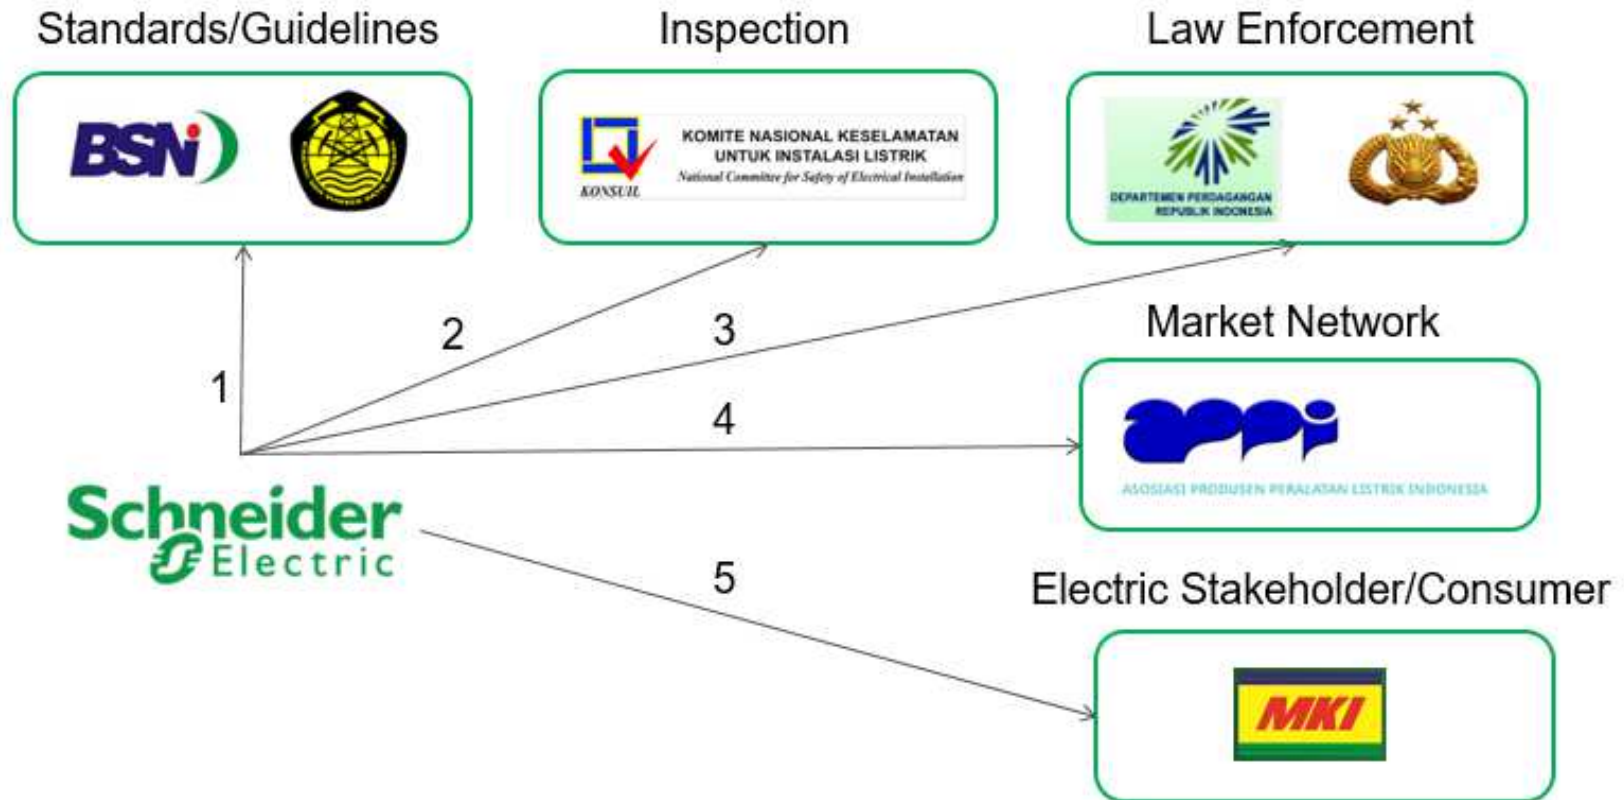 Standards/Guidelines
Inspection
Law Enforcement
BSN
KONSUIL
KOMITE NASIONAL KESELAMATAN
UNTUK INSTALASI LISTRIK
National Committee for Safety of Electrical Installation
DEPARTEMEN PERDAGANGAN
REPUBLIK INDONESIA
1
2
3
4
5
Market Network
appi
ASOSIASI PRODUSEN PERALATAN LISTRIK INDONESIA
Schneider
Electric
Electric Stakeholder/Consumer
MKI